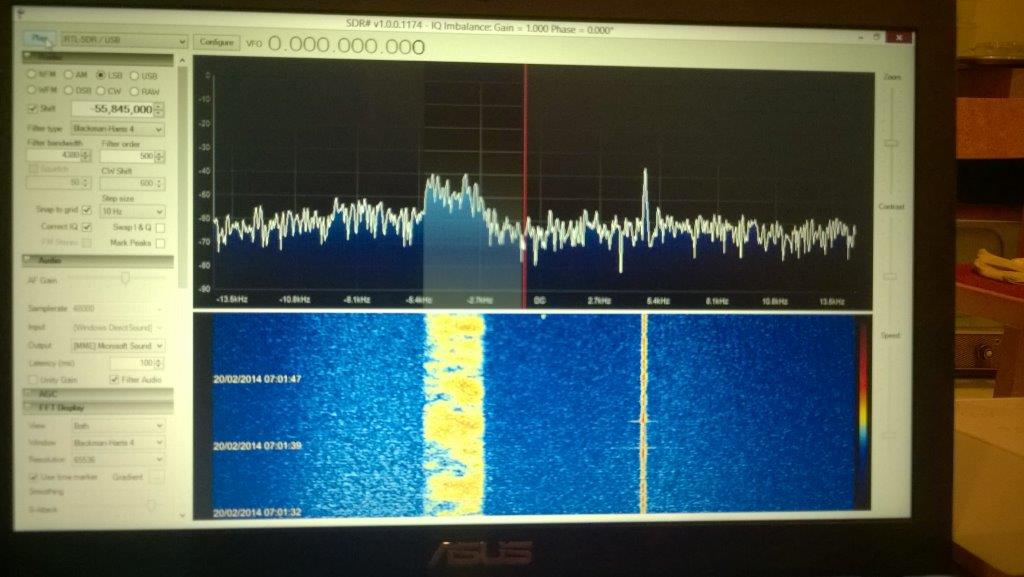 SDR# v1.0.0.1174 - IQ Imbalance: Gain = 1.000 Phase = 0.000°
Play
RTL-SDR / USB
Configure
VFO
0.000.000.000
Radio
NFM AM LSB USB
WFM DSB CW RAW
Shift -55,845,000
Filter type Blackman-Harris 4
Filter bandwidth Filter order
4380 500
Squelch CW Shift
50 600
Step size
Snap to grid 10 Hz
Correct IQ Swap I & Q
FM Stereo Mark Peaks
Audio
AF Gain
Samplerate 48000
Input [Windows DirectSound]
Output [MME] Microsoft Sound
Latency (ms) 100
Unity Gain Filter Audio
AGC
FFT Display
View Both
Window Blackman-Harris 4
Resolution 65536
Use time marker Gradient
Smoothing
S-Attack
0
-10
-20
-30
-40
-50
-60
-70
-80
-90
-13.5kHz -10.8kHz -8.1kHz -5.4kHz -2.7kHz DC 2.7kHz 5.4kHz 8.1kHz 10.8kHz 13.5kHz
20/02/2014 07:01:47
20/02/2014 07:01:39
20/02/2014 07:01:32
Zoom
Contrast
Speed
ASUS